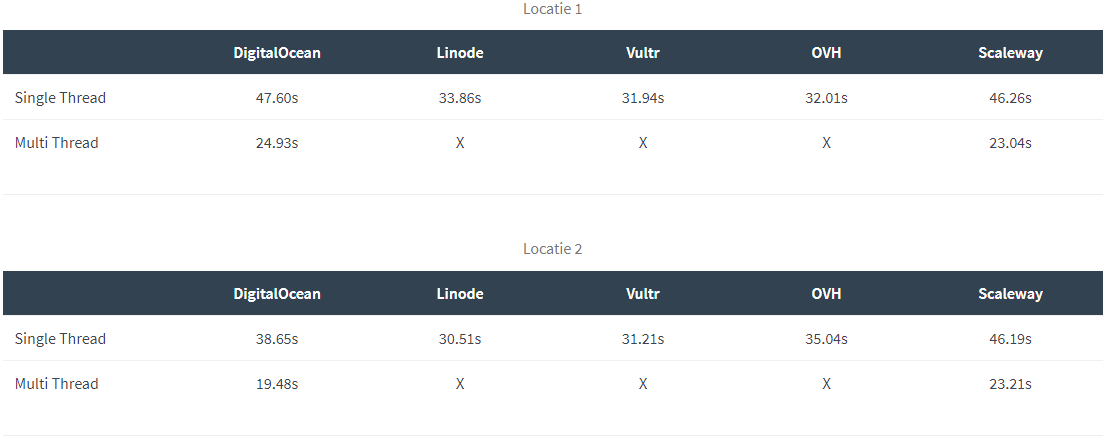 Locatie 1
DigitalOcean Linode Vultr OVH Scaleway
Single Thread 47.60s 33.86s 31.94s 32.01s 46.26s
Multi Thread 24.93s X X X 23.04s
Locatie 2
DigitalOcean Linode Vultr OVH Scaleway
Single Thread 38.65s 30.51s 31.21s 35.04s 46.19s
Multi Thread 19.48s X X X 23.21s